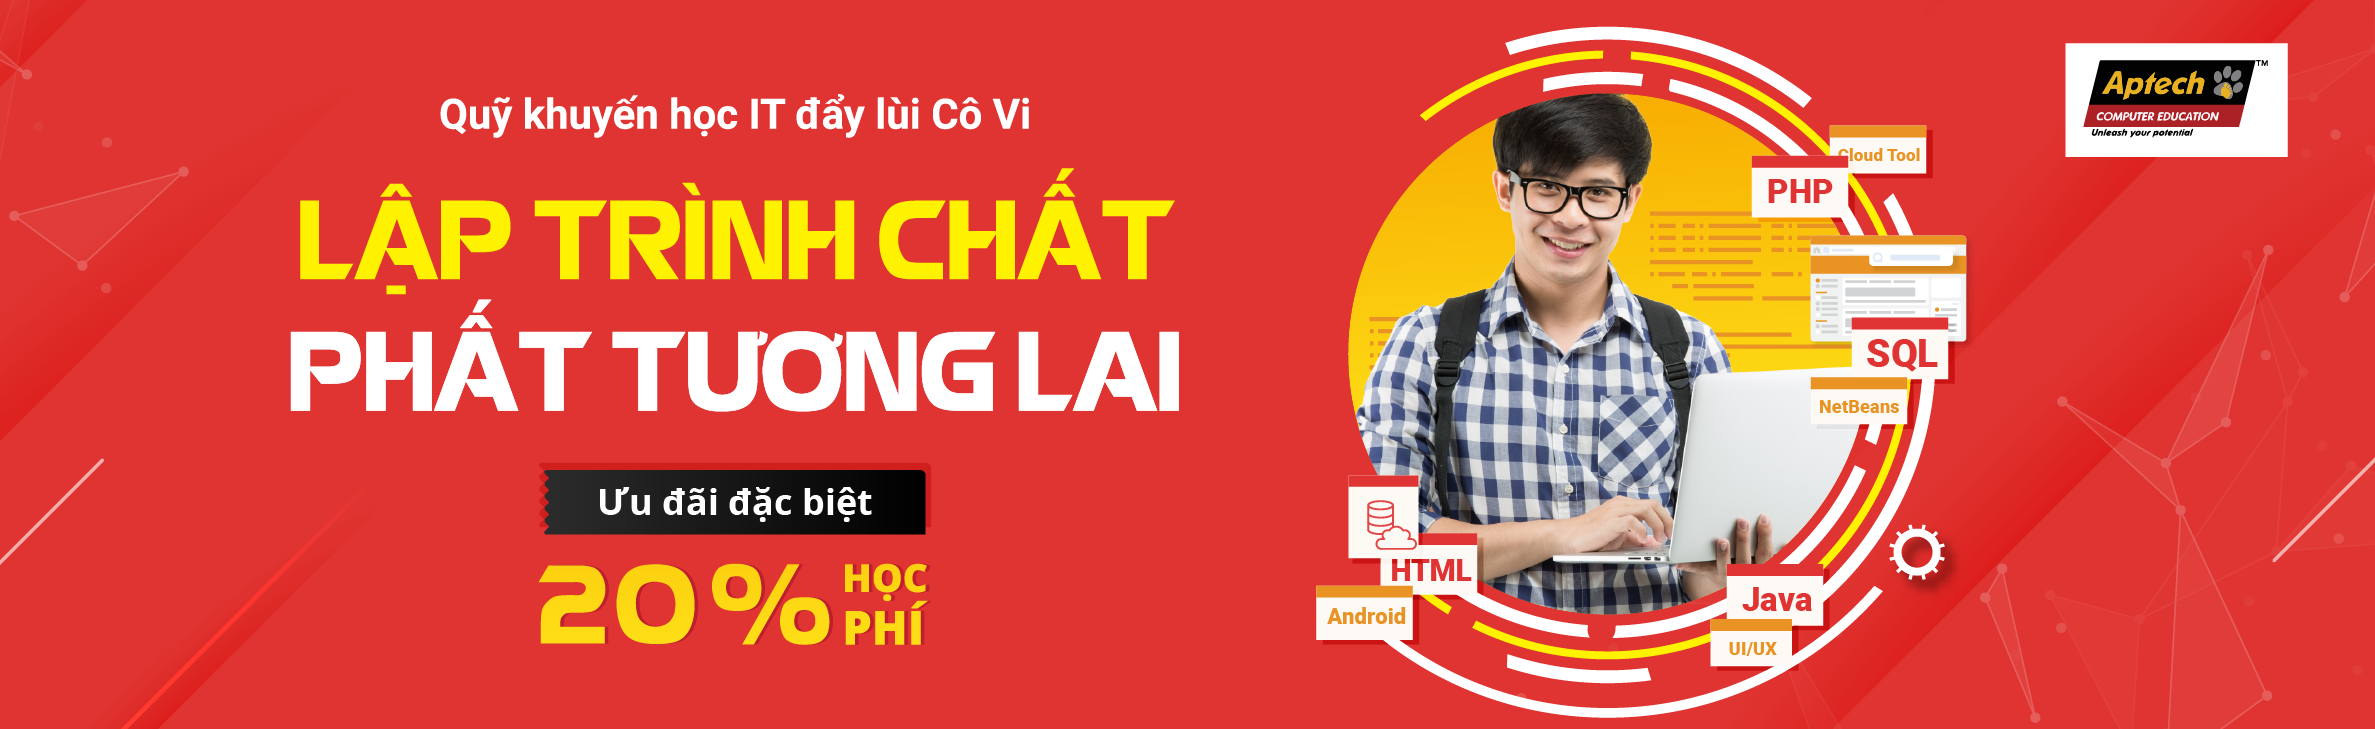 Quỹ khuyến học IT đẩy lùi Cô Vi
LẬP TRÌNH CHẤT
PHẤT TƯƠNG LAI
Ưu đãi đặc biệt
20% HỌC PHÍ
Aptech TM
COMPUTER EDUCATION
Unleash your potential
Cloud Tool
PHP
SQL
NetBeans
HTML
Android
Java
UI/UX